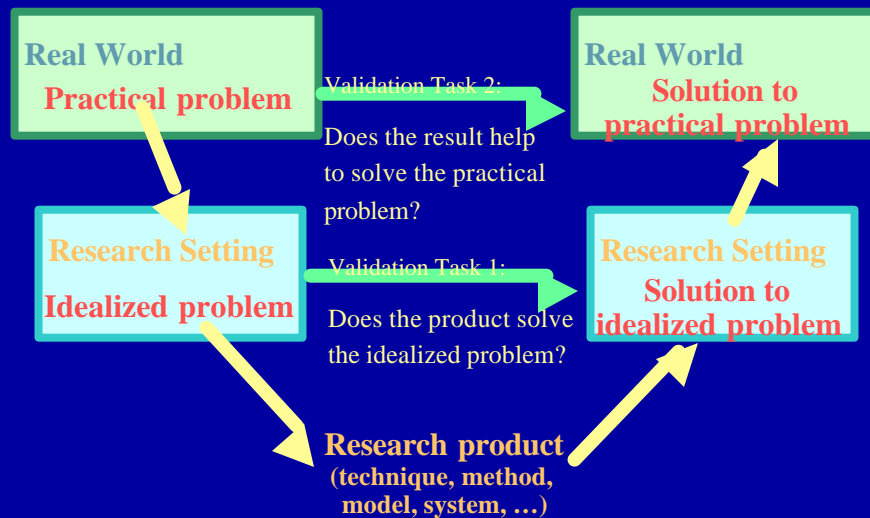 Real World
Practical problem
Validation Task 2:
Does the result help
to solve the practical
problem?
Real World
Solution to
practical problem
Research Setting
Idealized problem
Validation Task 1:
Does the product solve
the idealized problem?
Research Setting
Solution to
idealized problem
Research product
(technique, method,
model, system, …)